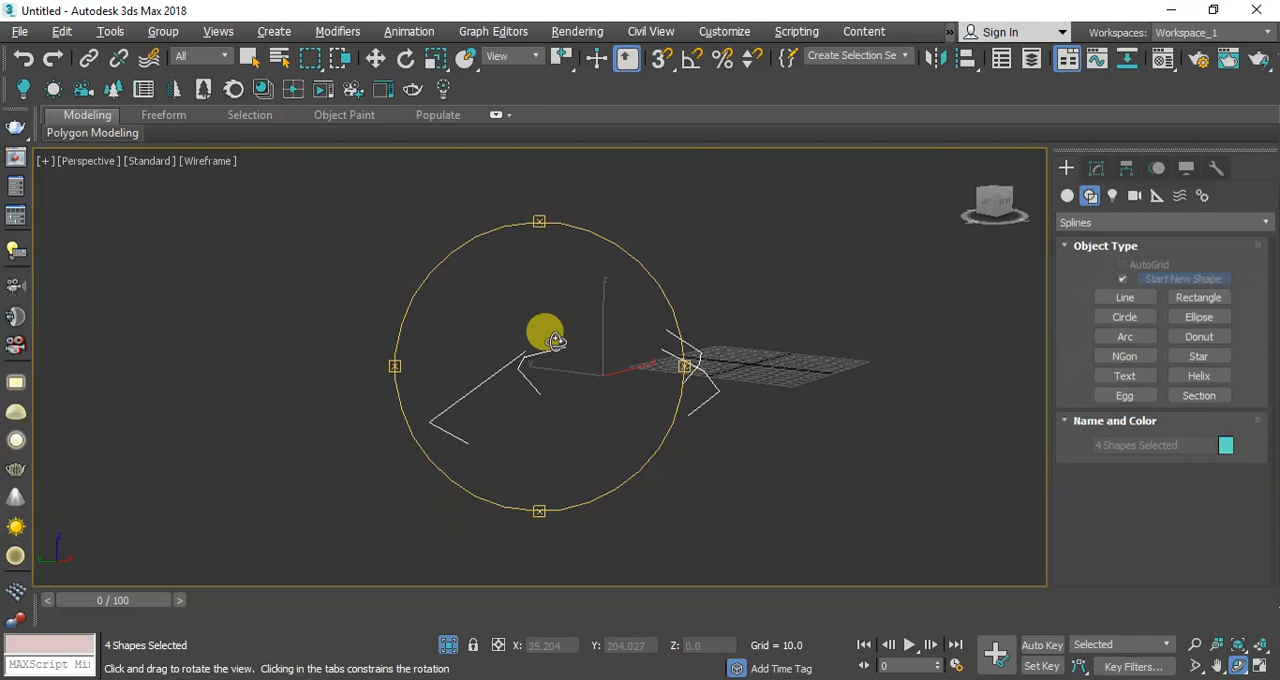 Untitled - Autodesk 3ds Max 2018
File Edit Tools Group Views Create Modifiers Animation Graph Editors Rendering Civil View Customize Scripting Content » Sign In Workspaces: Workspace_1
All View Create Selection Se
Modeling Freeform Selection Object Paint Populate
Polygon Modeling
[+] [Perspective] [Standard] [Wireframe]
Splines
Object Type
AutoGrid
Start New Shape
Line Rectangle
Circle Ellipse
Arc Donut
NGon Star
Text Helix
Egg Section
Name and Color
4 Shapes Selected
z
0 / 100
4 Shapes Selected X: 35.204 Y: 204.027 Z: 0.0 Grid = 10.0 Auto Key Selected
MAXScript Mi Click and drag to rotate the view. Clicking in the tabs constrains the rotation Add Time Tag 0 Set Key Key Filters...